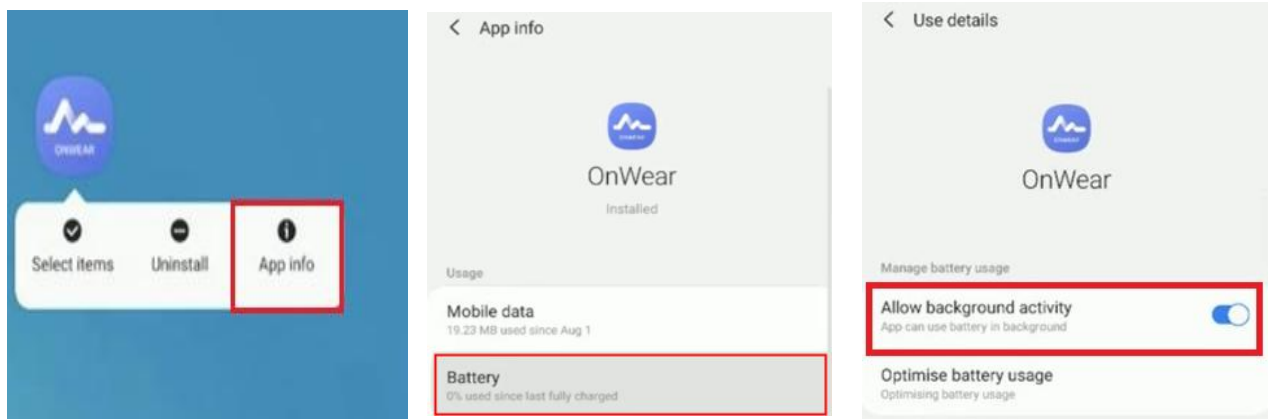 ONWEAR
Select items
Uninstall
App info
App info
OnWear
Installed
Usage
Mobile data
19.23 MB used since Aug 1
Battery
0% used since last fully charged
Use details
OnWear
Manage battery usage
Allow background activity
App can use battery in background
Optimise battery usage
Optimising battery usage